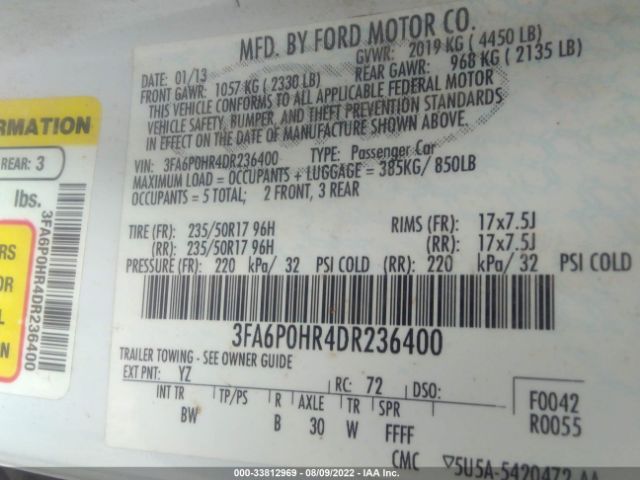 MFD. BY FORD MOTOR CO.
DATE: 01/13 GVWR: 2019 KG ( 4450 LB)
FRONT GAWR: 1057 KG ( 2330 LB) REAR GAWR: 968 KG ( 2135 LB)
THIS VEHICLE CONFORMS TO ALL APPLICABLE FEDERAL MOTOR
VEHICLE SAFETY, BUMPER, AND THEFT PREVENTION STANDARDS
IN EFFECT ON THE DATE OF MANUFACTURE SHOWN ABOVE.
VIN: 3FA6P0HR4DR236400 TYPE: Passenger Car
MAXIMUM LOAD = OCCUPANTS + LUGGAGE = 385KG/ 850LB
OCCUPANTS = 5 TOTAL; 2 FRONT, 3 REAR
TIRE (FR): 235/50R17 96H RIMS (FR): 17x7.5J
(RR): 235/50R17 96H (RR): 17x7.5J
PRESSURE (FR): 220 kPa/ 32 PSI COLD (RR): 220 kPa/ 32 PSI COLD
3FA6P0HR4DR236400
TRAILER TOWING - SEE OWNER GUIDE
EXT PNT: YZ RC: 72 DSO:
INT TR TP/PS R AXLE TR SPR
BW B 30 W FFFF
F0042
R0055
CMC ▽5U5A-5420472-AA
ORMATION
REAR: 3
lbs.
ERS
OR
L
ON
3FA6P0HR4DR236400
000-33812969 - 08/09/2022 - IAA Inc.